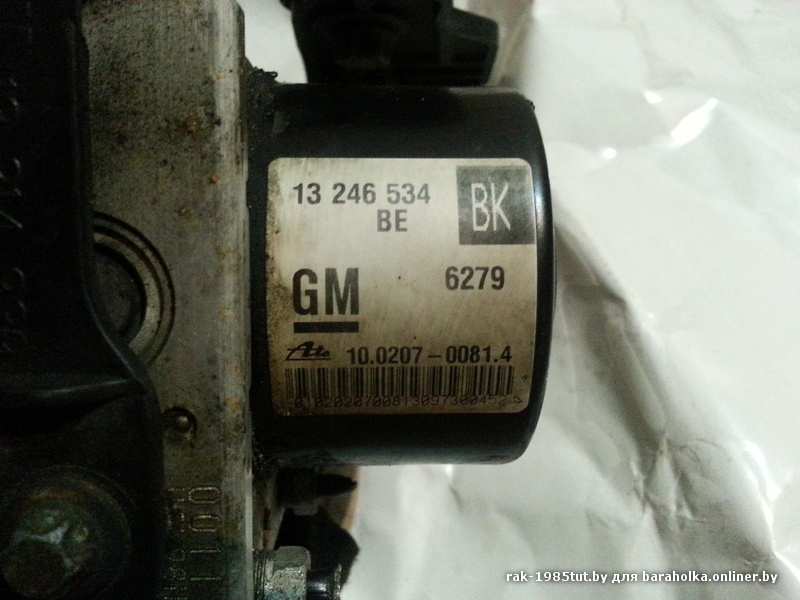 13 246 534
BE
BK
GM
6279
Ate
10.0207-0081.4
0011
rak-1985tut.by для baraholka.onliner.by